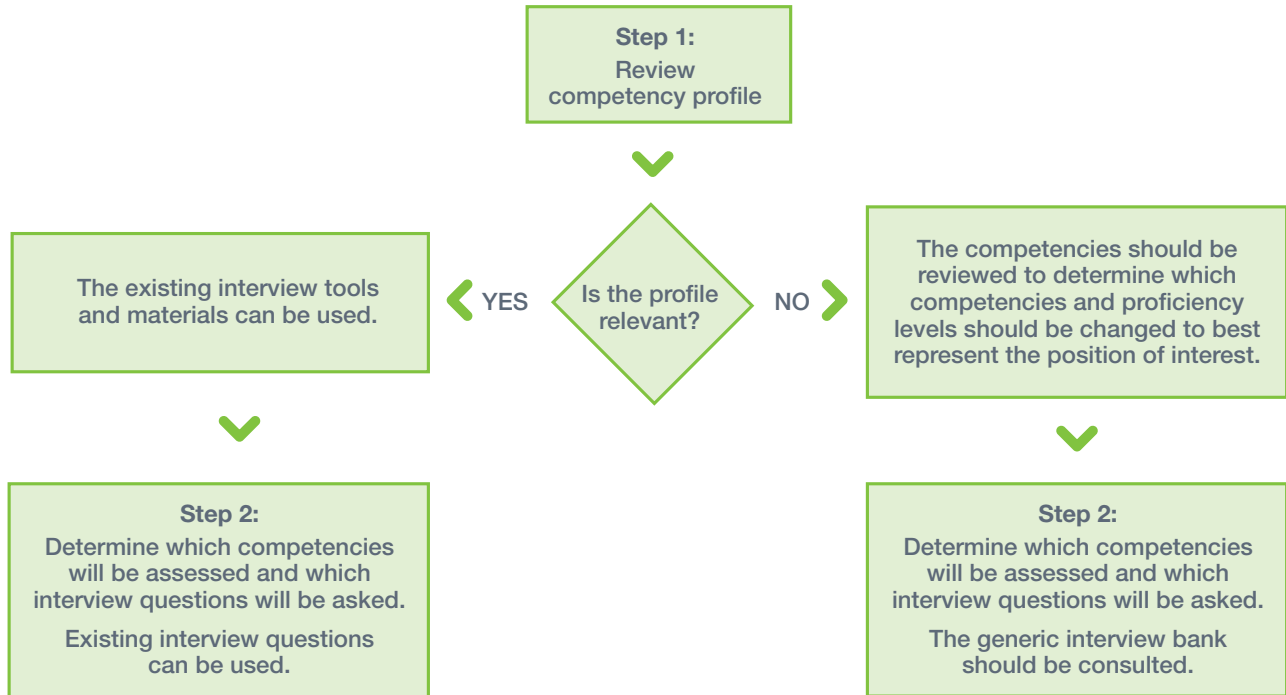 Step 1:
Review
competency profile
Is the profile
relevant?
YES
NO
The existing interview tools
and materials can be used.
The competencies should be
reviewed to determine which
competencies and proficiency
levels should be changed to best
represent the position of interest.
Step 2:
Determine which competencies
will be assessed and which
interview questions will be asked.
Existing interview questions
can be used.
Step 2:
Determine which competencies
will be assessed and which
interview questions will be asked.
The generic interview bank
should be consulted.